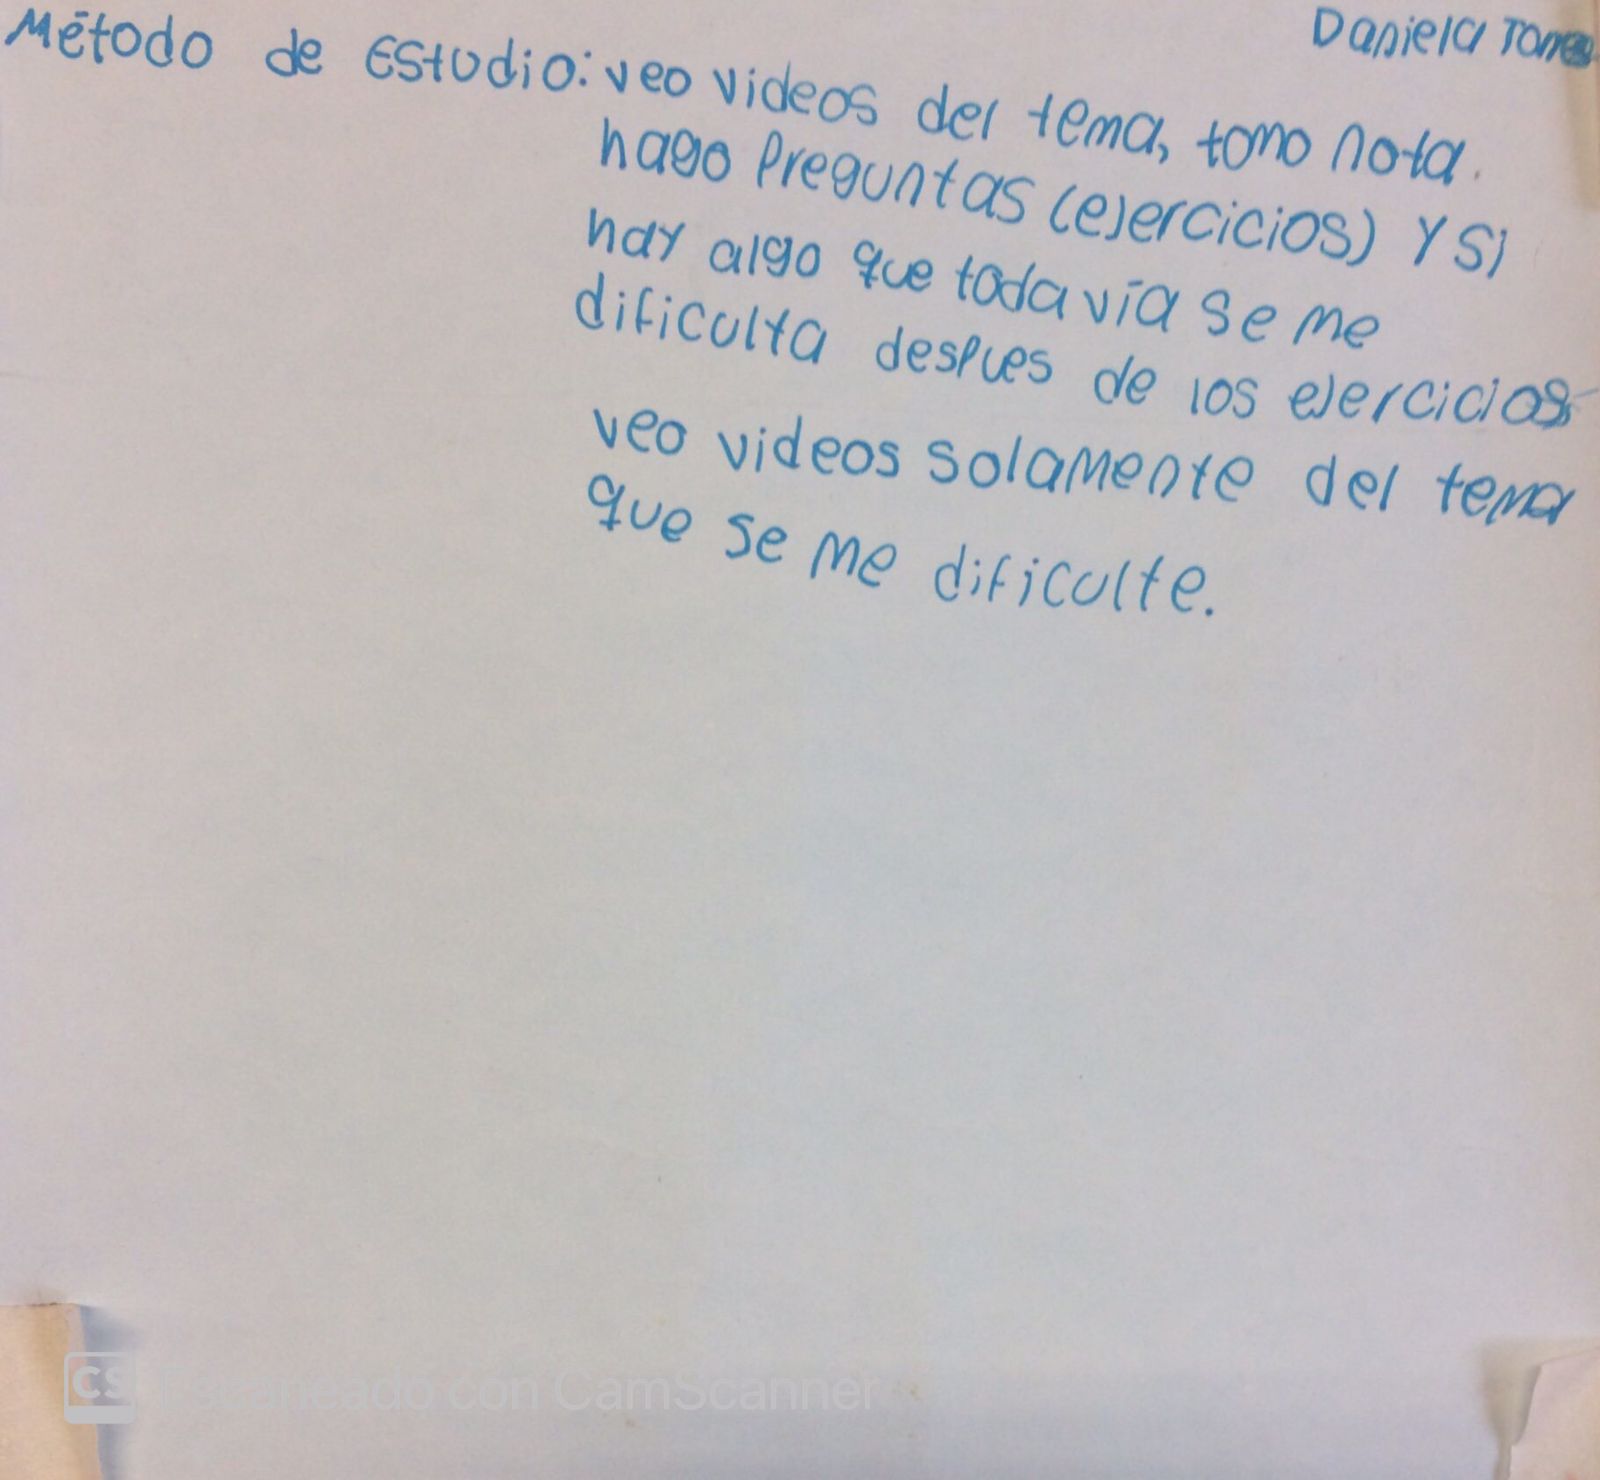 Daniela
Método de Estudio: veo videos del tema, tomo nota.
hago Preguntas (ejercicios) Y si
hay algo que todavía se me
dificulta despues de los ejercicios
veo videos solamente del tema
que se me dificulte.
CS Escaneado con CamScanner